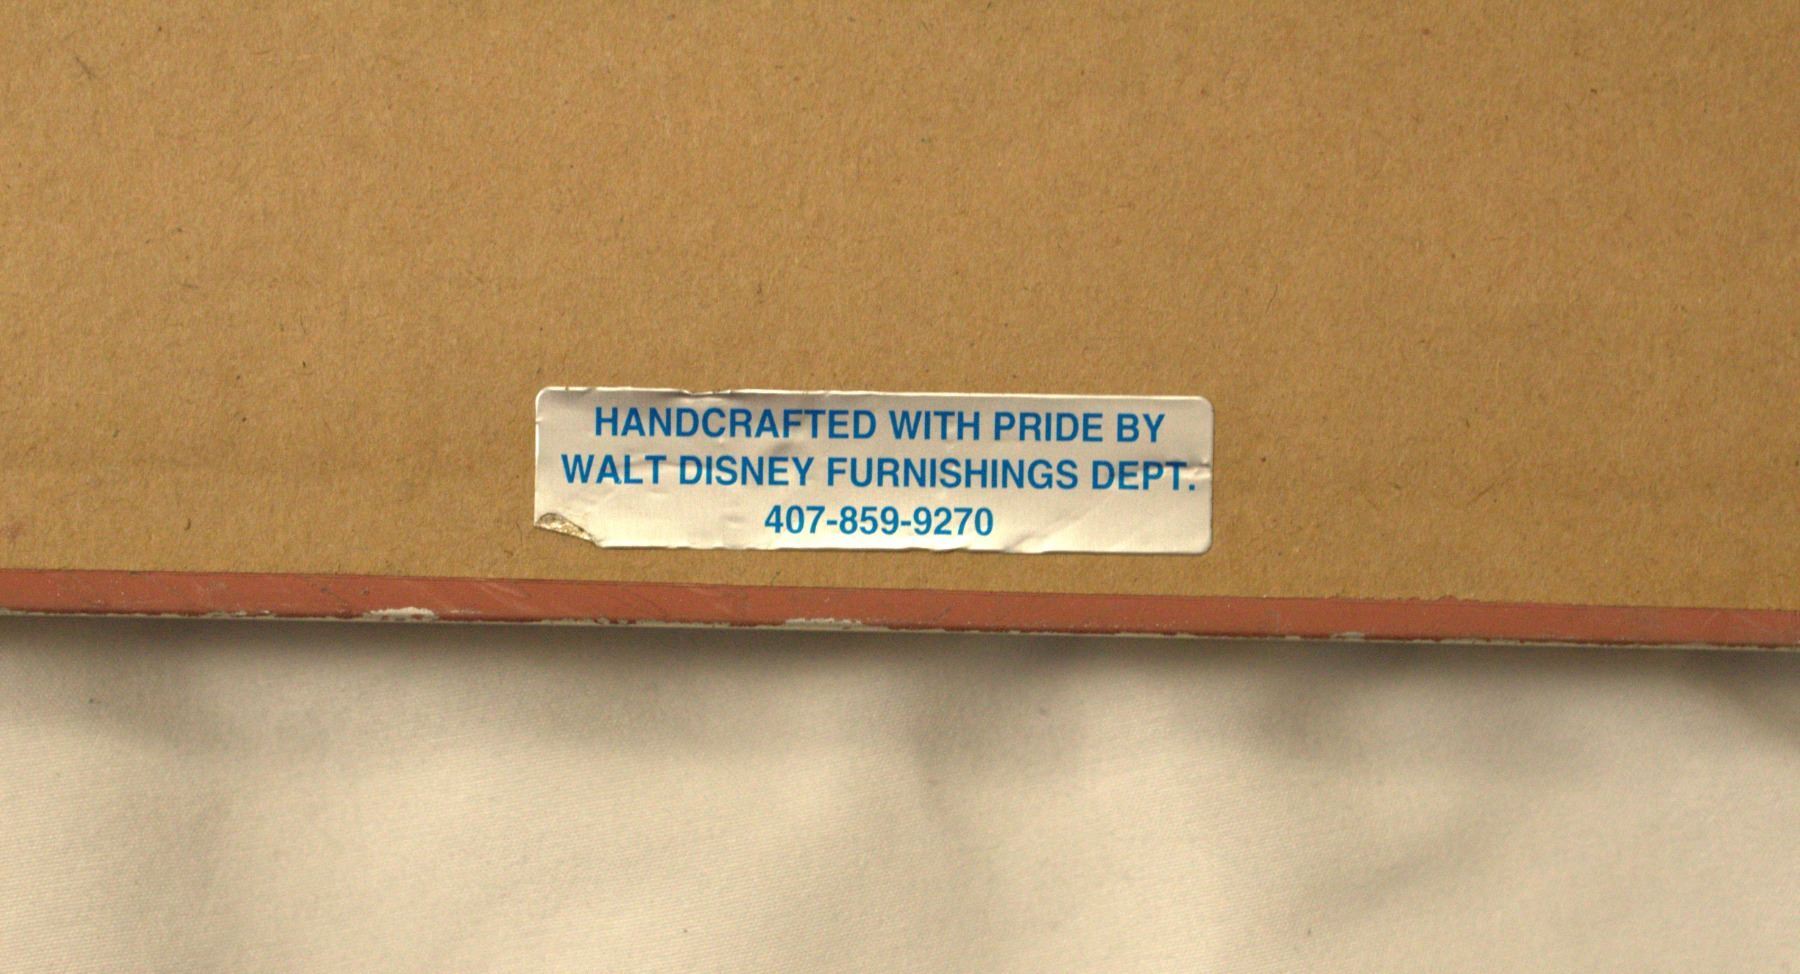 HANDCRAFTED WITH PRIDE BY
WALT DISNEY FURNISHINGS DEPT.
407-859-9270